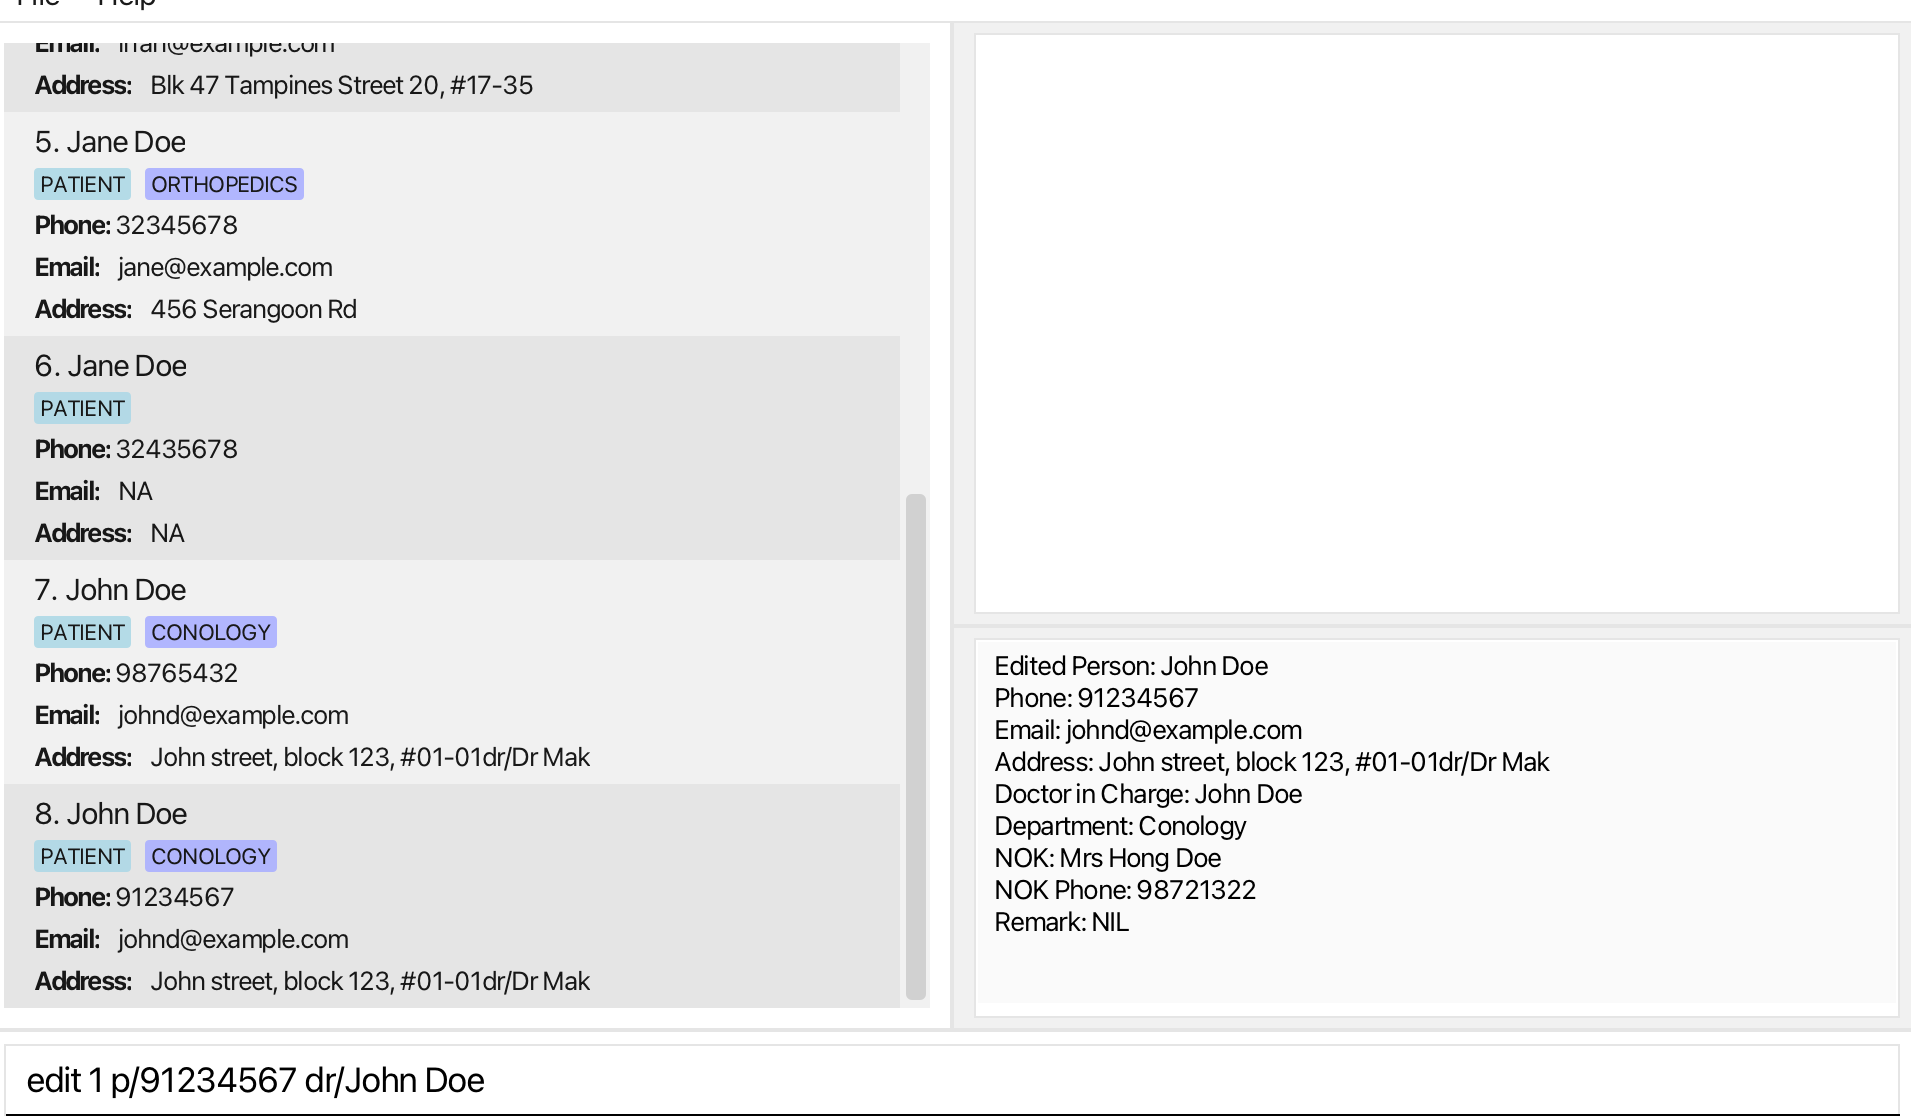 File Help
Email: irfan@example.com
Address: Blk 47 Tampines Street 20, #17-35
5. Jane Doe
PATIENT ORTHOPEDICS
Phone: 32345678
Email: jane@example.com
Address: 456 Serangoon Rd
6. Jane Doe
PATIENT
Phone: 32435678
Email: NA
Address: NA
7. John Doe
PATIENT CONOLOGY
Phone: 98765432
Email: johnd@example.com
Address: John street, block 123, #01-01dr/Dr Mak
8. John Doe
PATIENT CONOLOGY
Phone: 91234567
Email: johnd@example.com
Address: John street, block 123, #01-01dr/Dr Mak
Edited Person: John Doe
Phone: 91234567
Email: johnd@example.com
Address: John street, block 123, #01-01dr/Dr Mak
Doctor in Charge: John Doe
Department: Conology
NOK: Mrs Hong Doe
NOK Phone: 98721322
Remark: NIL
edit 1 p/91234567 dr/John Doe